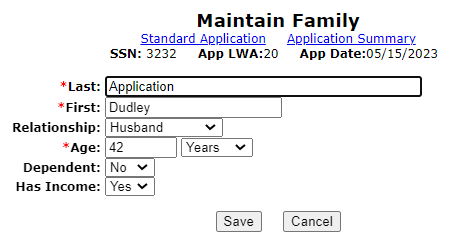 Maintain Family
Standard Application Application Summary
SSN: 3232 App LWA:20 App Date:05/15/2023
*Last: Application
*First: Dudley
Relationship: Husband
*Age: 42 Years
Dependent: No
Has Income: Yes
Save Cancel